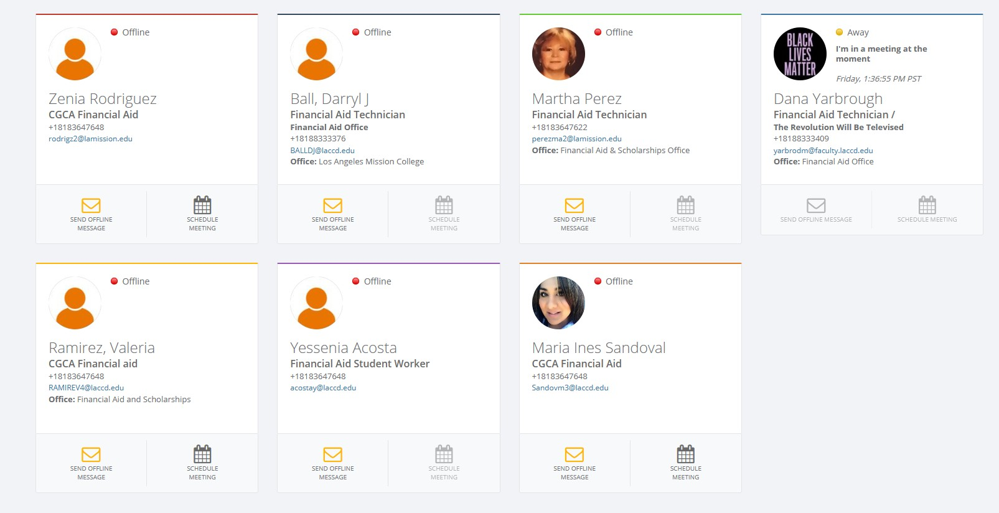 Offline
Zenia Rodriguez
CGCA Financial Aid
+18183647648
rodrigz2@lamission.edu
SEND OFFLINE
MESSAGE
SCHEDULE
MEETING
Offline
Ball, Darryl J
Financial Aid Technician
Financial Aid Office
+18188333376
BALLDJ@laccd.edu
Office: Los Angeles Mission College
SEND OFFLINE
MESSAGE
SCHEDULE
MEETING
Offline
Martha Perez
Financial Aid Technician
+18183647622
perezma2@lamission.edu
Office: Financial Aid & Scholarships Office
SEND OFFLINE
MESSAGE
SCHEDULE
MEETING
BLACK
LIVES
MATTER
Away
I'm in a meeting at the
moment
Friday, 1:36:55 PM PST
Dana Yarbrough
Financial Aid Technician /
The Revolution Will Be Televised
+18188333409
yarbrodm@faculty.laccd.edu
Office: Financial Aid Office
SEND OFFLINE MESSAGE
SCHEDULE MEETING
Offline
Ramirez, Valeria
CGCA Financial aid
+18183647648
RAMIREV4@laccd.edu
Office: Financial Aid and Scholarships
SEND OFFLINE
MESSAGE
SCHEDULE
MEETING
Offline
Yessenia Acosta
Financial Aid Student Worker
+18183647648
acostay@laccd.edu
SEND OFFLINE
MESSAGE
SCHEDULE
MEETING
Offline
Maria Ines Sandoval
CGCA Financial Aid
+18183647648
Sandovm3@laccd.edu
SEND OFFLINE
MESSAGE
SCHEDULE
MEETING